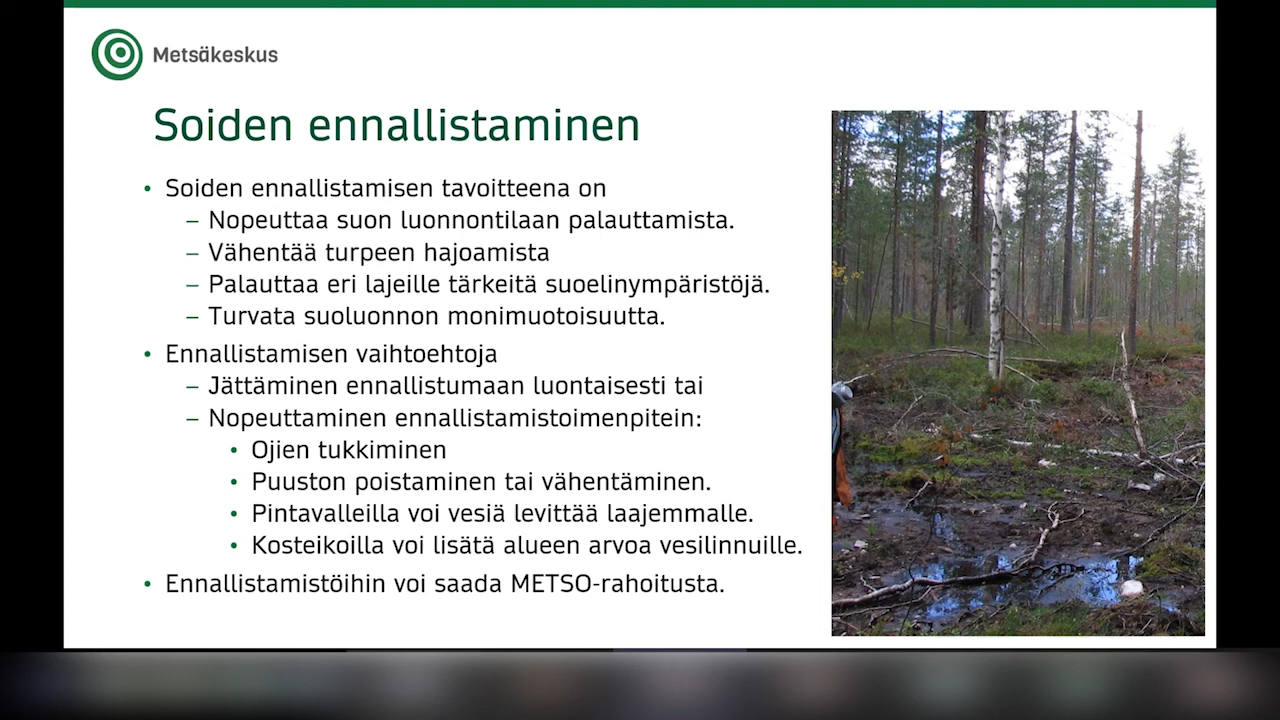 Metsäkeskus
Soiden ennallistaminen
• Soiden ennallistamisen tavoitteena on
– Nopeuttaa suon luonnontilaan palauttamista.
– Vähentää turpeen hajoamista
– Palauttaa eri lajeille tärkeitä suoelinympäristöjä.
– Turvata suoluonnon monimuotoisuutta.
• Ennallistamisen vaihtoehtoja
– Jättäminen ennallistumaan luontaisesti tai
– Nopeuttaminen ennallistamistoimenpitein:
• Ojien tukkiminen
• Puuston poistaminen tai vähentäminen.
• Pintavalleilla voi vesiä levittää laajemmalle.
• Kosteikoilla voi lisätä alueen arvoa vesilinnuille.
• Ennallistamistöihin voi saada METSO-rahoitusta.